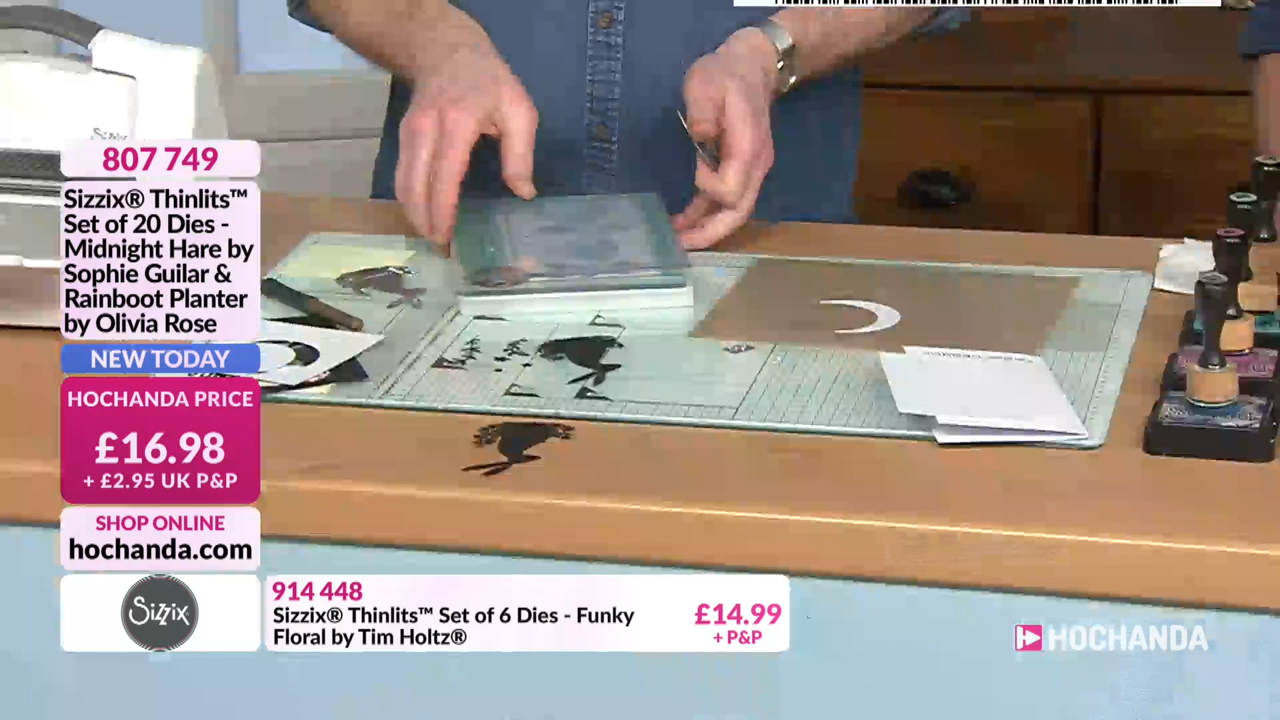 Sizzix
807 749
Sizzix® Thinlits™
Set of 20 Dies -
Midnight Hare by
Sophie Guilar &
Rainboot Planter
by Olivia Rose
NEW TODAY
HOCHANDA PRICE
£16.98
+ £2.95 UK P&P
SHOP ONLINE
hochanda.com
Sizzix
914 448
Sizzix® Thinlits™ Set of 6 Dies - Funky
Floral by Tim Holtz®
£14.99
+ P&P
HOCHANDA